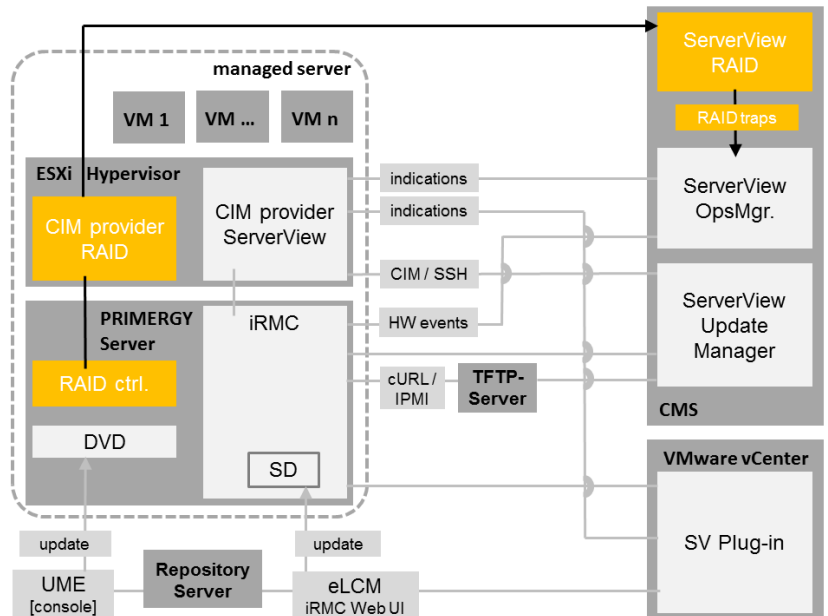 managed server
VM 1
VM ...
VM n
ESXi Hypervisor
CIM provider
RAID
CIM provider
ServerView
PRIMERGY
Server
RAID ctrl.
DVD
iRMC
SD
update
update
UME
[console]
Repository
Server
eLCM
iRMC Web UI
indications
indications
CIM / SSH
HW events
cURL /
IPMI
TFTP-
Server
ServerView
RAID
RAID traps
ServerView
OpsMgr.
ServerView
Update
Manager
CMS
VMware vCenter
SV Plug-in